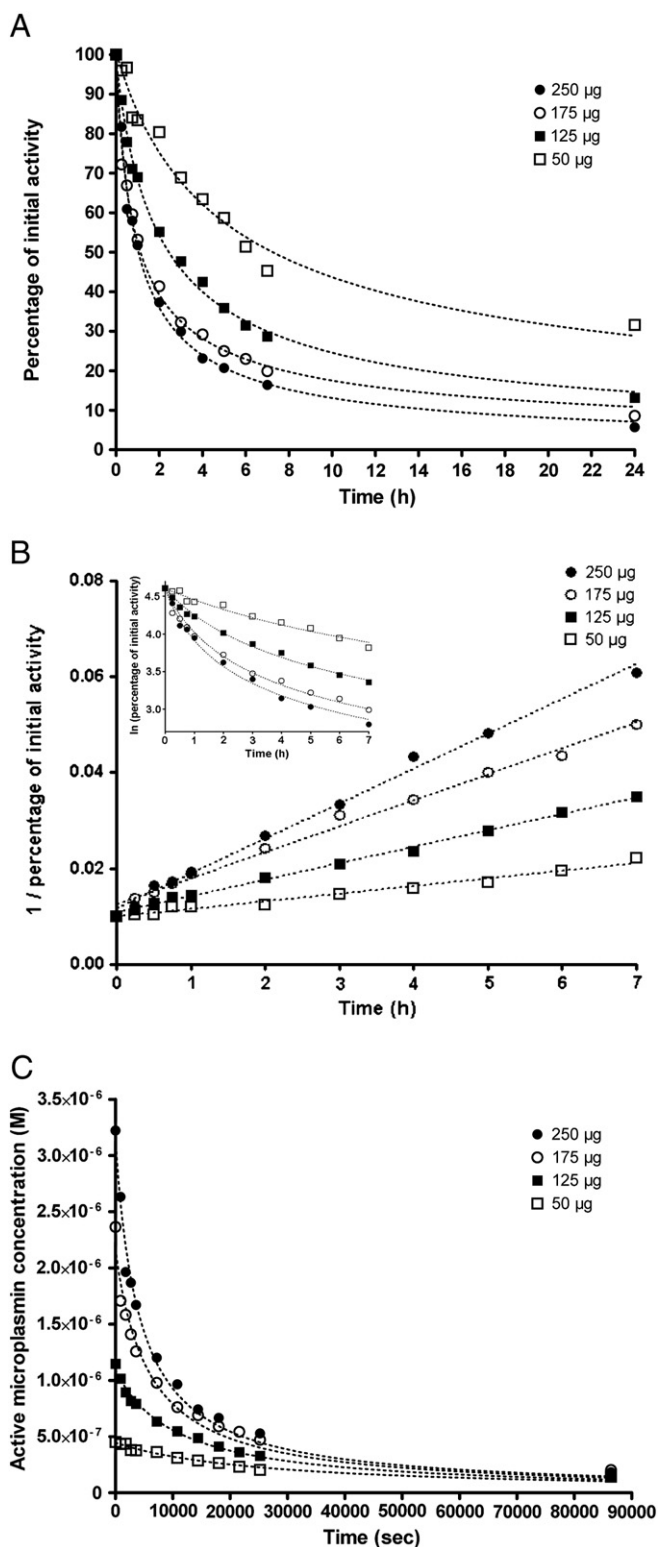 A
Percentage of initial activity
100
90
80
70
60
50
40
30
20
10
0
0 2 4 6 8 10 12 14 16 18 20 22 24
Time (h)
250 µg
175 µg
125 µg
50 µg
B
1 / percentage of initial activity
0.08
0.06
0.04
0.02
0.00
0 1 2 3 4 5 6 7
Time (h)
ln (percentage of initial activity)
4.5
4.0
3.5
3.0
0 1 2 3 4 5 6 7
Time (h)
250 µg
175 µg
125 µg
50 µg
C
Active microplasmin concentration (M)
3.5×10⁻⁶
3.0×10⁻⁶
2.5×10⁻⁶
2.0×10⁻⁶
1.5×10⁻⁶
1.0×10⁻⁶
5.0×10⁻⁷
0
0 10000 20000 30000 40000 50000 60000 70000 80000 90000
Time (sec)
250 µg
175 µg
125 µg
50 µg